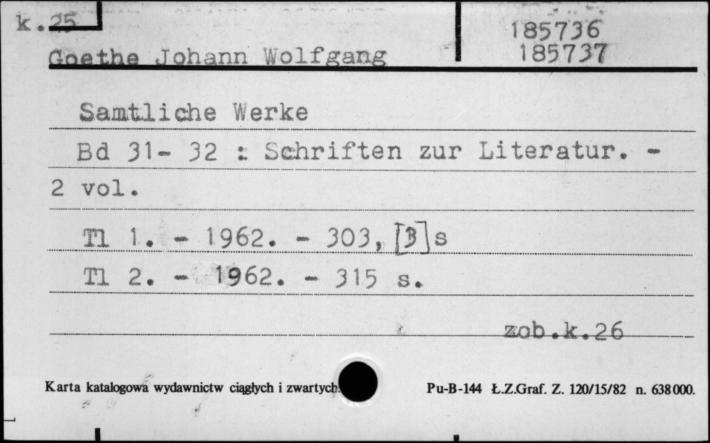 k.25
185736
185737
Goethe Johann Wolfgang
Samtliche Werke
Bd 31- 32 : Schriften zur Literatur. -
2 vol.
Tl 1. - 1962. - 303, [3]s
Tl 2. - 1962. - 315 s.
zob.k.26
Karta katalogowa wydawnictw ciągłych i zwartych
Pu-B-144 Ł.Z.Graf. Z. 120/15/82 n. 638000.